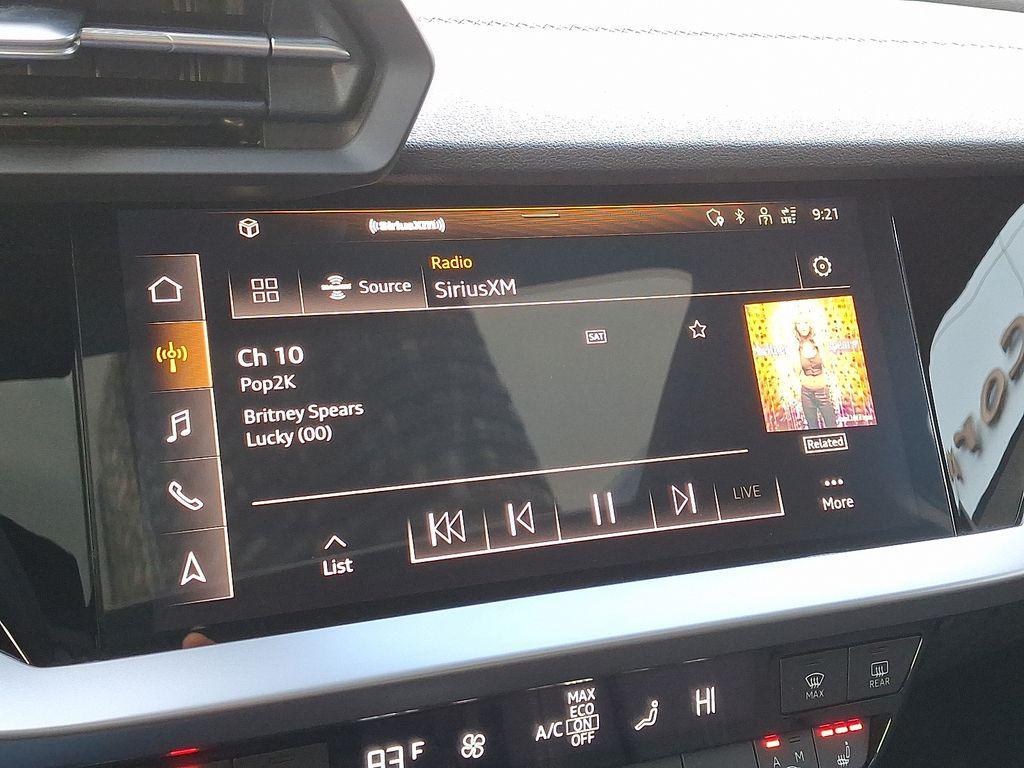 SiriusXM
9:21
Radio
Source
SiriusXM
SAT
Ch 10
Pop2K
Britney Spears
Lucky (00)
Related
LIVE
More
List
MAX
REAR
MAX
ECO
A/C ON
OFF
HI
83 F
A M